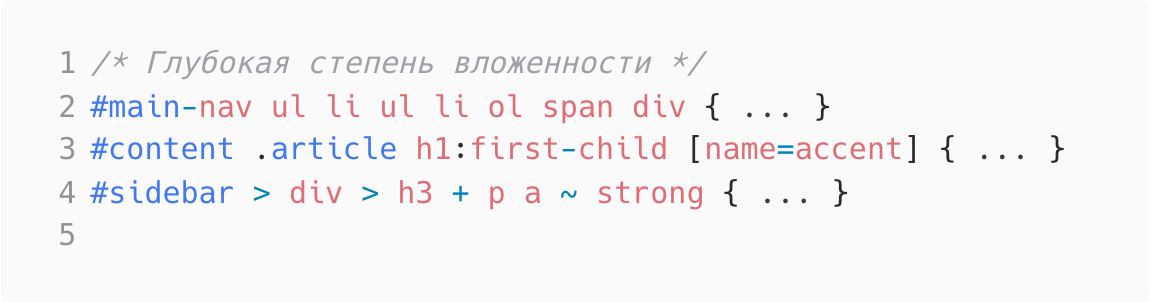 1 /* Глубокая степень вложенности */
2 #main-nav ul li ul li ol span div { ... }
3 #content .article h1:first-child [name=accent] { ... }
4 #sidebar > div > h3 + p a ~ strong { ... }
5